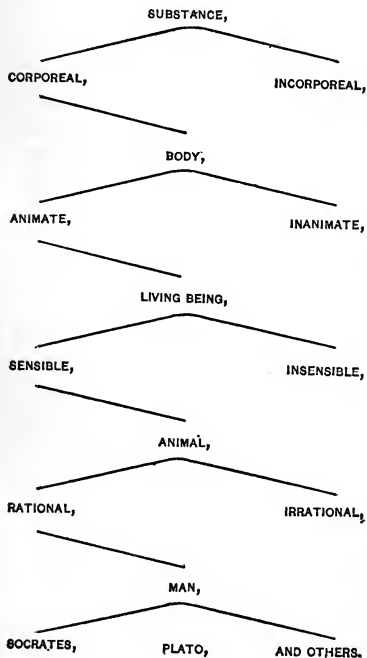 SUBSTANCE,
CORPOREAL, INCORPOREAL,
BODY,
ANIMATE, INANIMATE,
LIVING BEING,
SENSIBLE, INSENSIBLE,
ANIMAL,
RATIONAL, IRRATIONAL,
MAN,
SOCRATES, PLATO, AND OTHERS.